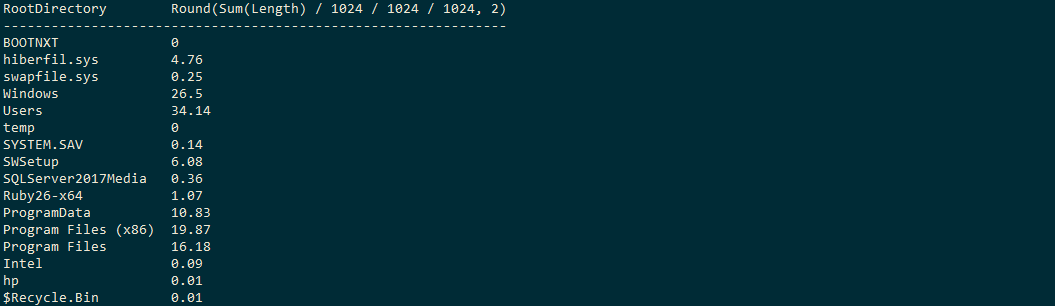 RootDirectory        Round(Sum(Length) / 1024 / 1024 / 1024, 2)
---------------------------------------------------------------
BOOTNXT              0
hiberfil.sys         4.76
swapfile.sys         0.25
Windows              26.5
Users                34.14
temp                 0
SYSTEM.SAV           0.14
SWSetup              6.08
SQLServer2017Media   0.36
Ruby26-x64           1.07
ProgramData          10.83
Program Files (x86)  19.87
Program Files        16.18
Intel                0.09
hp                   0.01
$Recycle.Bin         0.01